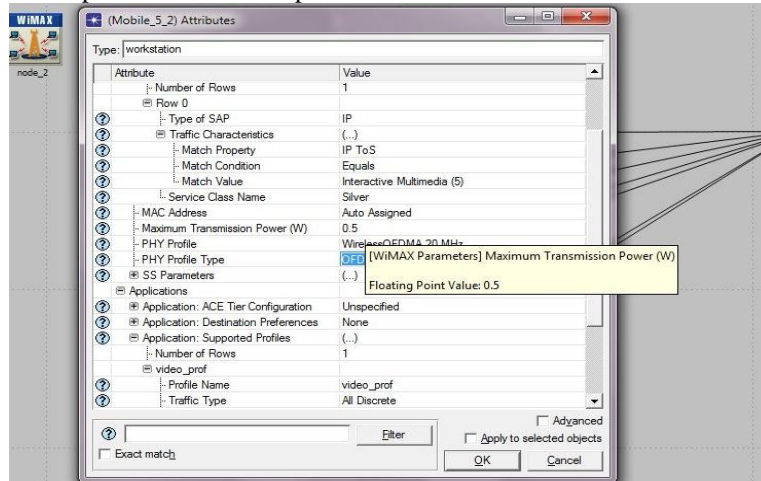 WiMAX
node_2
(Mobile_5_2) Attributes
Type: workstation
Attribute Value
Number of Rows 1
Row 0
Type of SAP IP
Traffic Characteristics (...)
Match Property IP ToS
Match Condition Equals
Match Value Interactive Multimedia (5)
Service Class Name Silver
MAC Address Auto Assigned
Maximum Transmission Power (W) 0.5
PHY Profile WirelessOFDMA 20 MHz
PHY Profile Type OFD
[WiMAX Parameters] Maximum Transmission Power (W)
SS Parameters (...)
Floating Point Value: 0.5
Applications
Application: ACE Tier Configuration Unspecified
Application: Destination Preferences None
Application: Supported Profiles (...)
Number of Rows 1
video_prof
Profile Name video_prof
Traffic Type All Discrete
Advanced
Filter
Apply to selected objects
Exact match
OK Cancel